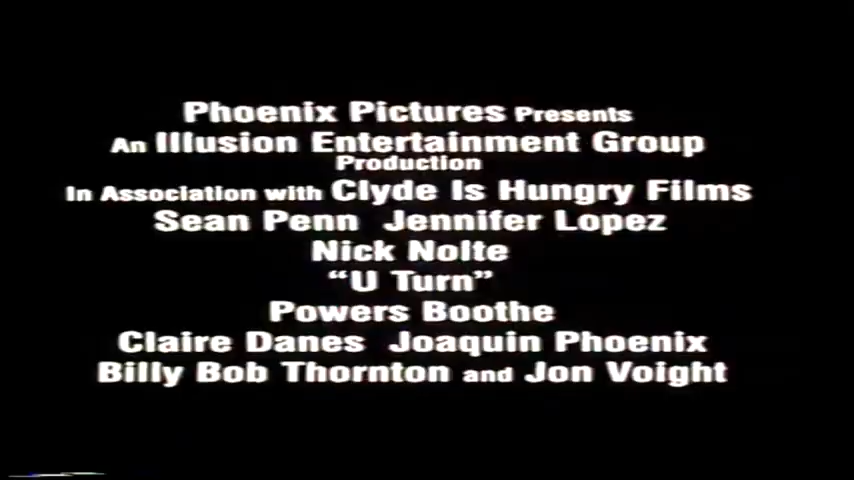 Phoenix Pictures Presents
An Illusion Entertainment Group
Production
In Association with Clyde Is Hungry Films
Sean Penn Jennifer Lopez
Nick Nolte
“U Turn”
Powers Boothe
Claire Danes Joaquin Phoenix
Billy Bob Thornton and Jon Voight